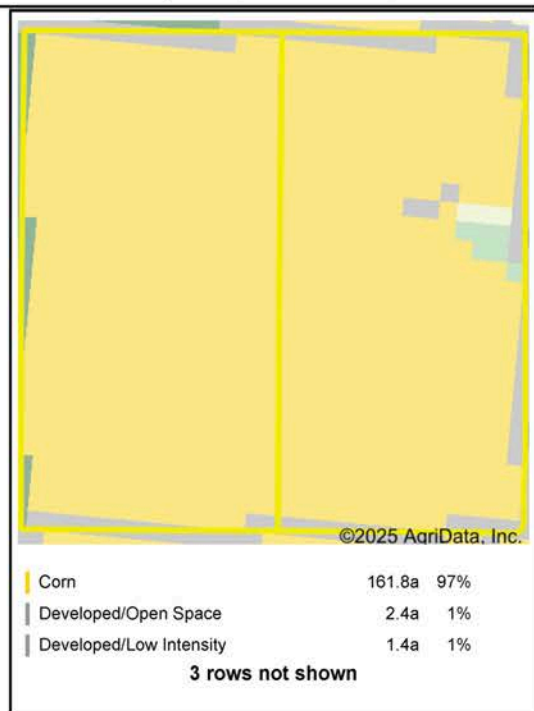 ©2025 AgriData, Inc.
Corn 161.8a 97%
Developed/Open Space 2.4a 1%
Developed/Low Intensity 1.4a 1%
3 rows not shown